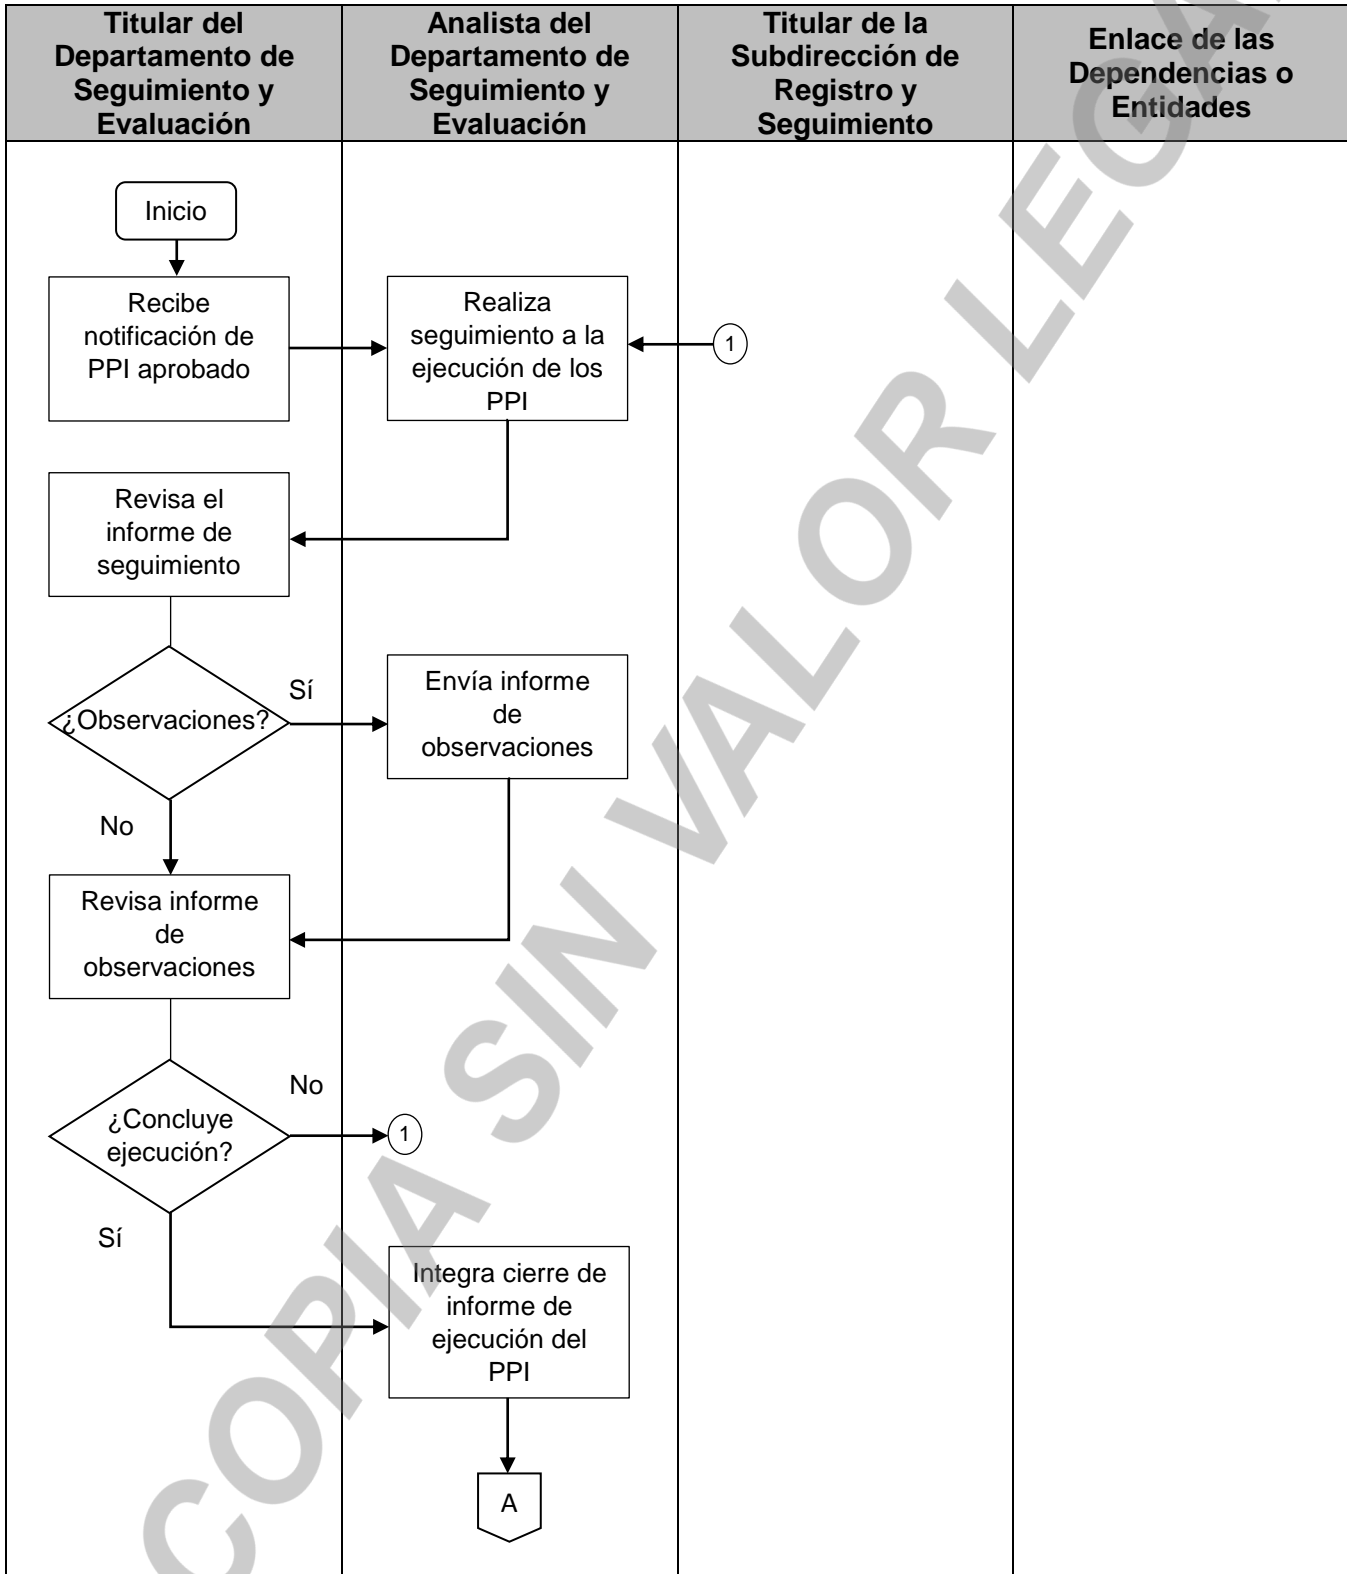 Titular del
Departamento de
Seguimiento y
Evaluación
Analista del
Departamento de
Seguimiento y
Evaluación
Titular de la
Subdirección de
Registro y
Seguimiento
Enlace de las
Dependencias o
Entidades
Inicio
Recibe
notificación de
PPI aprobado
Realiza
seguimiento a la
ejecución de los
PPI
1
Revisa el
informe de
seguimiento
¿Observaciones?
Sí
Envía informe
de
observaciones
No
Revisa informe
de
observaciones
¿Concluye
ejecución?
No
1
Sí
Integra cierre de
informe de
ejecución del
PPI
A
COPIA SIN VALOR LEGA